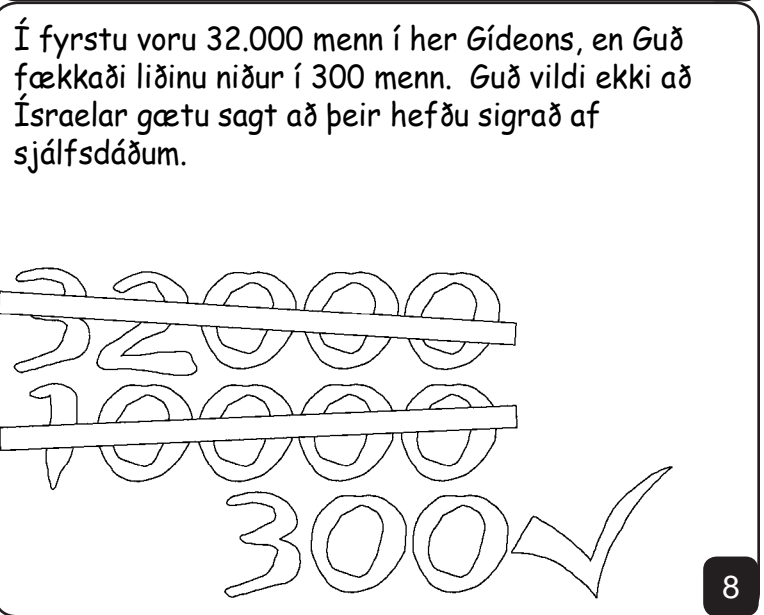 Í fyrstu voru 32.000 menn í her Gídeons, en Guð
fækkaði liðinu niður í 300 menn.  Guð vildi ekki að
Ísraelar gætu sagt að þeir hefðu sigrað af
sjálfsdáðum.
32000
10000
300
8